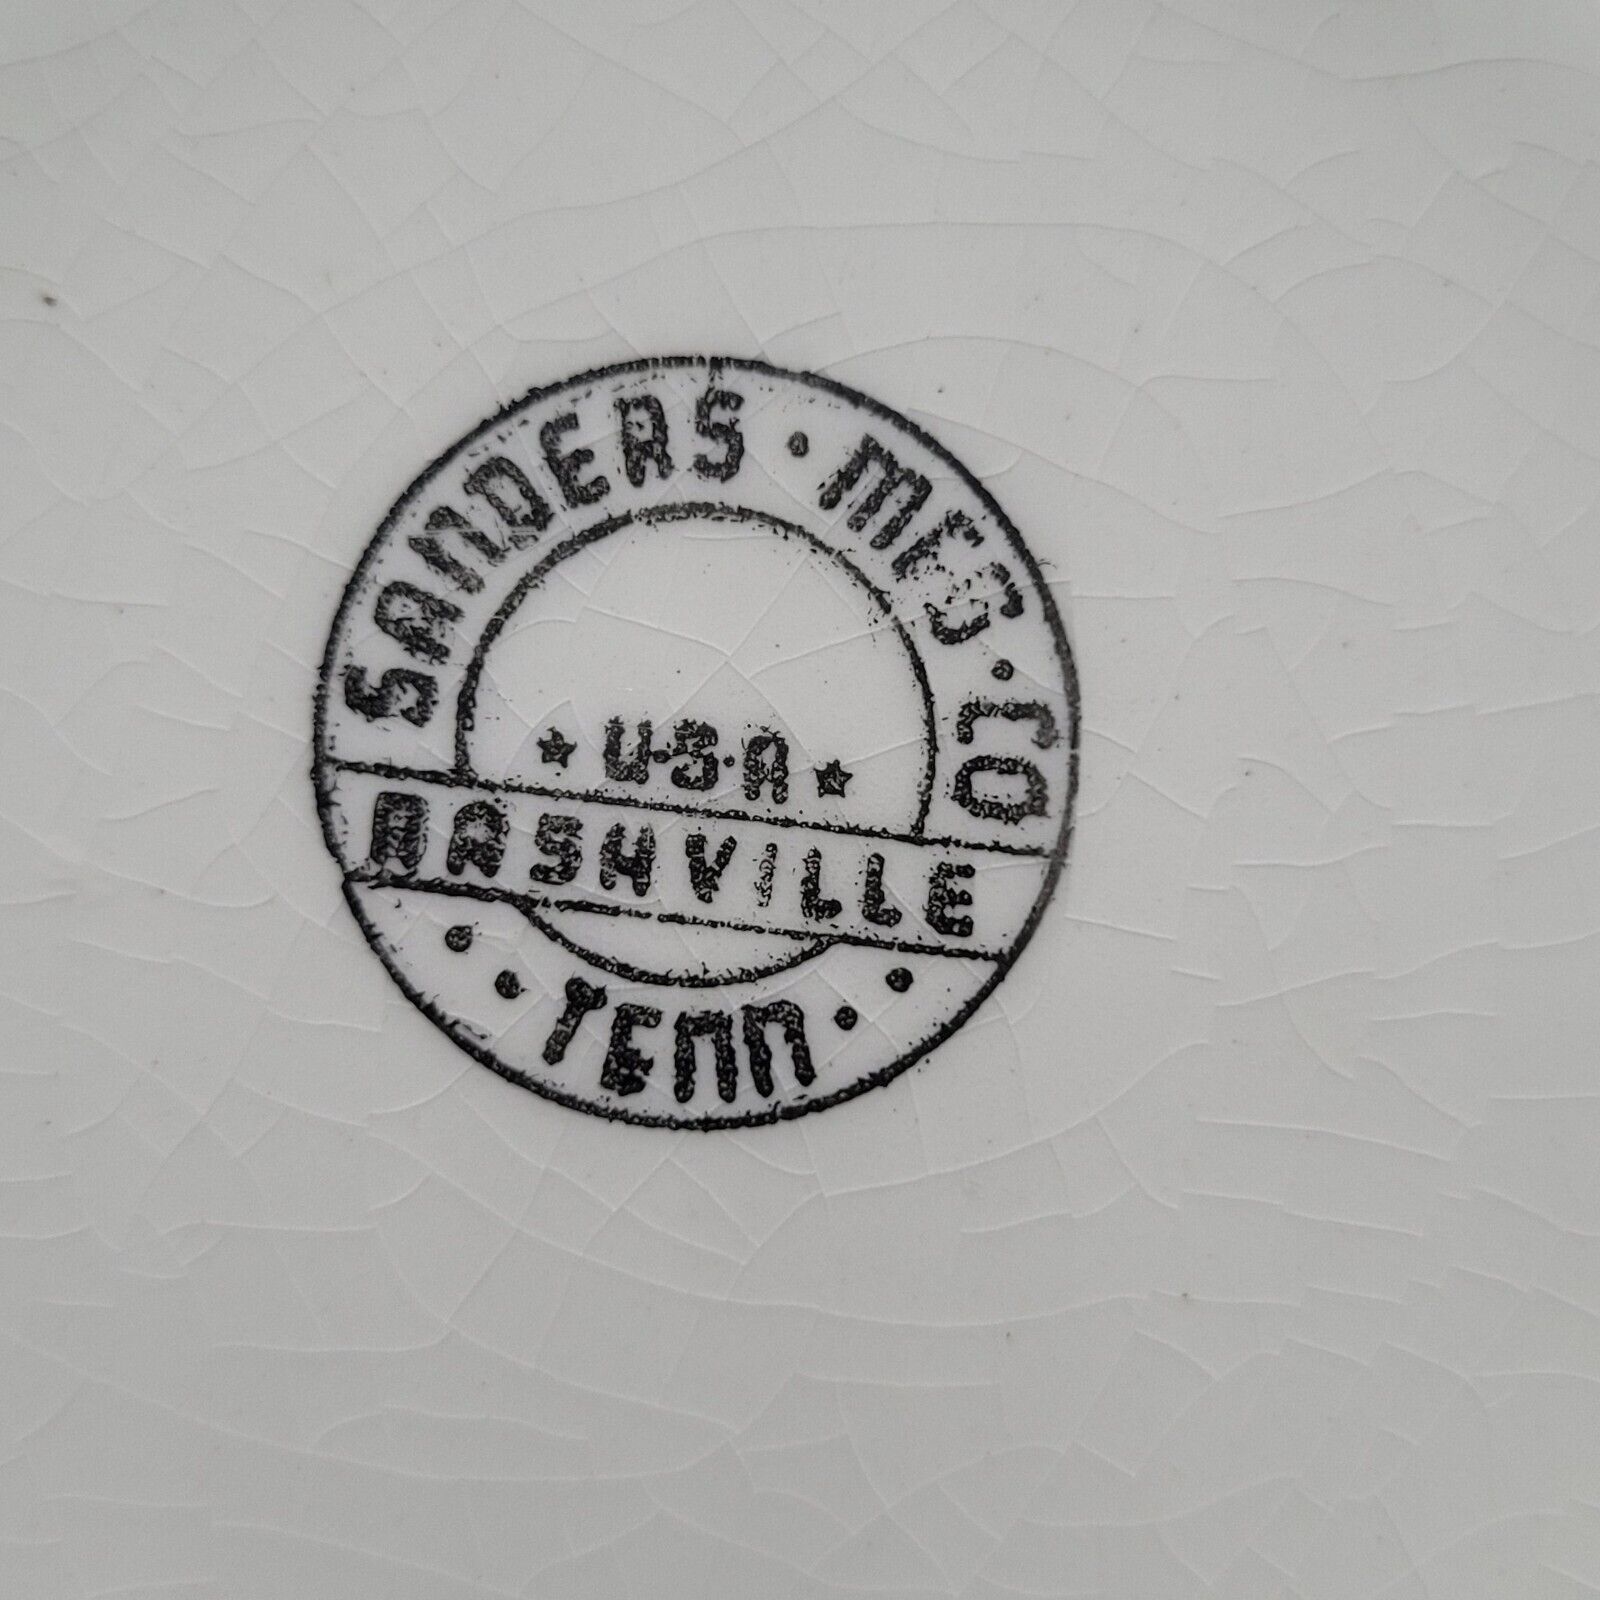 SANDERS · MFG · CO
★ U·S·A ★
NASHVILLE
TENN